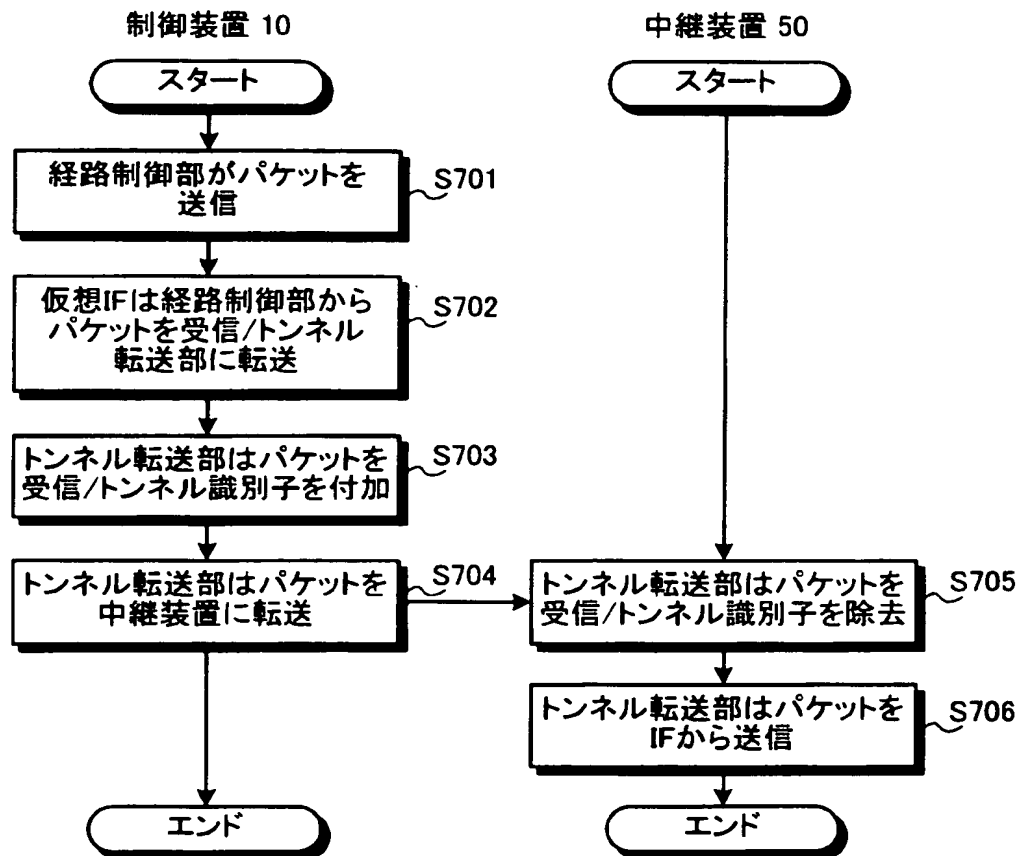 制御装置 10
スタート
経路制御部がパケットを
送信
S701
仮想IFは経路制御部から
パケットを受信/トンネル
転送部に転送
S702
トンネル転送部はパケットを
受信/トンネル識別子を付加
S703
トンネル転送部はパケットを
中継装置に転送
S704
エンド
中継装置 50
スタート
トンネル転送部はパケットを
受信/トンネル識別子を除去
S705
トンネル転送部はパケットを
IFから送信
S706
エンド